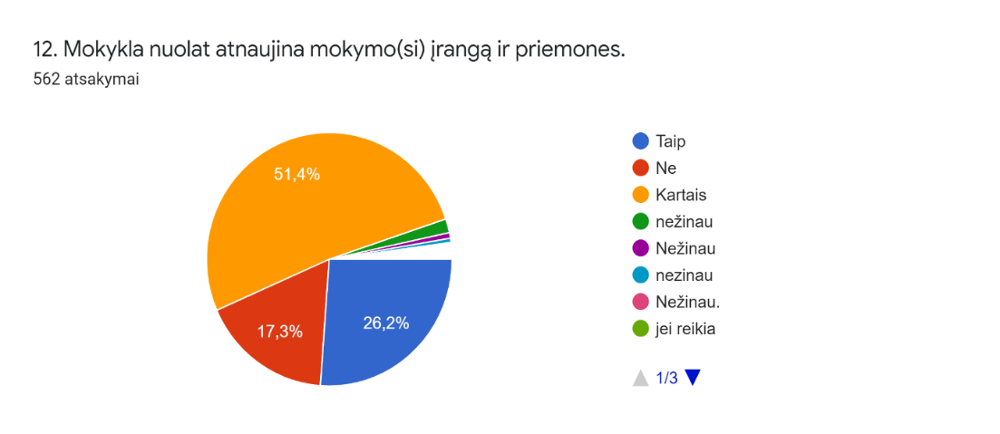 12. Mokykla nuolat atnaujina mokymo(si) įrangą ir priemones.
562 atsakymai
51,4%
17,3%
26,2%
Taip
Ne
Kartais
nežinau
Nežinau
nezinau
Nežinau.
jei reikia
1/3